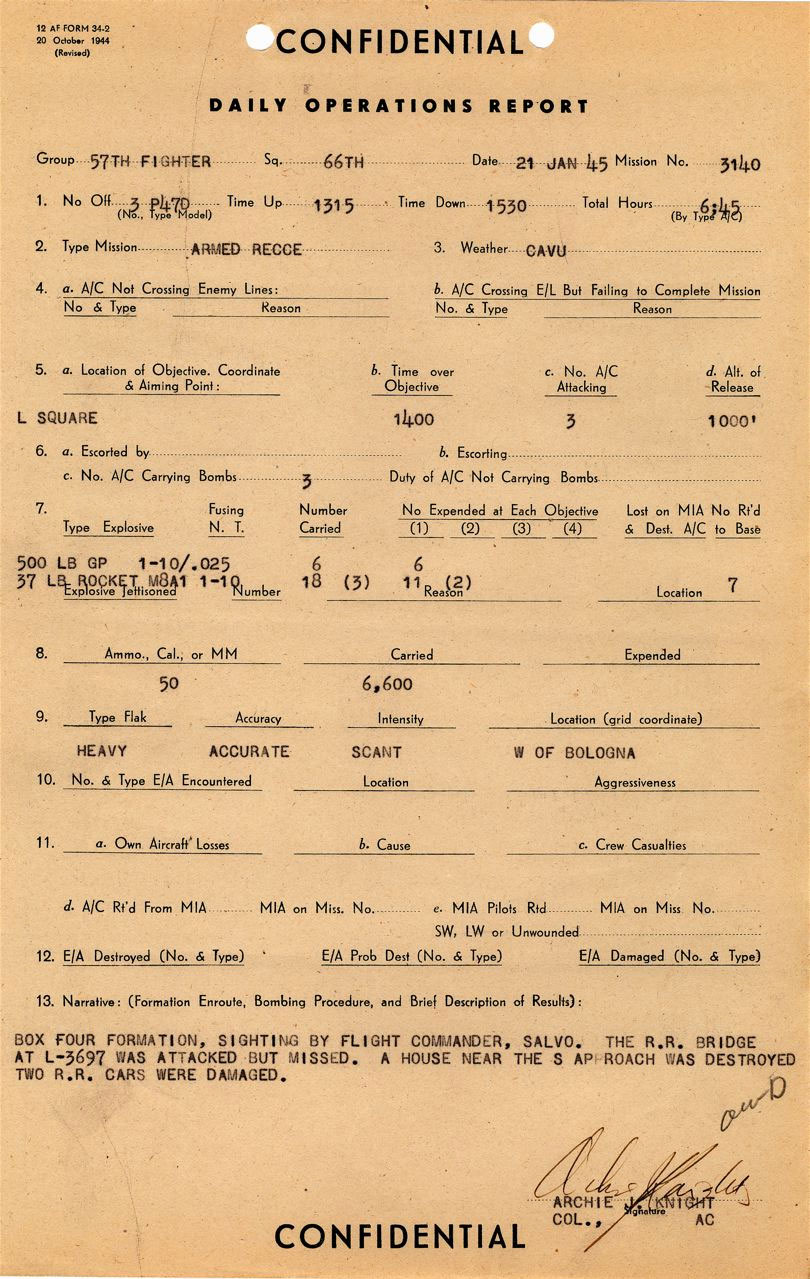 12 AF FORM 34-2
20 October 1944
(Revised)
CONFIDENTIAL
DAILY OPERATIONS REPORT
Group 57TH FIGHTER Sq. 66TH Date 21 JAN 45 Mission No. 3140
1. No Off 3 P47D Time Up 1315 Time Down 1530 Total Hours 6:45
(No., Type Model) (By Type A/C)
2. Type Mission ARMED RECCE 3. Weather CAVU
4. a. A/C Not Crossing Enemy Lines: b. A/C Crossing E/L But Failing to Complete Mission
No & Type Reason No. & Type Reason
5. a. Location of Objective. Coordinate b. Time over c. No. A/C d. Alt. of
& Aiming Point: Objective Attacking Release
L SQUARE 1400 3 1000'
6. a. Escorted by b. Escorting
c. No. A/C Carrying Bombs 3 Duty of A/C Not Carrying Bombs
7. Fusing Number No Expended at Each Objective Lost on MIA No Rt'd
Type Explosive N. T. Carried (1) (2) (3) (4) & Dest. A/C to Base
500 LB GP 1-10/.025 6 6
37 LB ROCKET M8A1 1-10 18 (3) 11 (2) 7
Explosive Jettisoned Number Reason Location
8. Ammo., Cal., or MM Carried Expended
50 6,600
9. Type Flak Accuracy Intensity Location (grid coordinate)
HEAVY ACCURATE SCANT W OF BOLOGNA
10. No. & Type E/A Encountered Location Aggressiveness
11. a. Own Aircraft Losses b. Cause c. Crew Casualties
d. A/C Rt'd From MIA MIA on Miss. No. e. MIA Pilots Rtd MIA on Miss No.
SW, LW or Unwounded
12. E/A Destroyed (No. & Type) E/A Prob Dest (No. & Type) E/A Damaged (No. & Type)
13. Narrative: (Formation Enroute, Bombing Procedure, and Brief Description of Results):
BOX FOUR FORMATION, SIGHTING BY FLIGHT COMMANDER, SALVO. THE R.R. BRIDGE
AT L-3697 WAS ATTACKED BUT MISSED. A HOUSE NEAR THE S AP ROACH WAS DESTROYED
TWO R.R. CARS WERE DAMAGED.
ARCHIE J. KNIGHT
Signature
COL., AC
CONFIDENTIAL